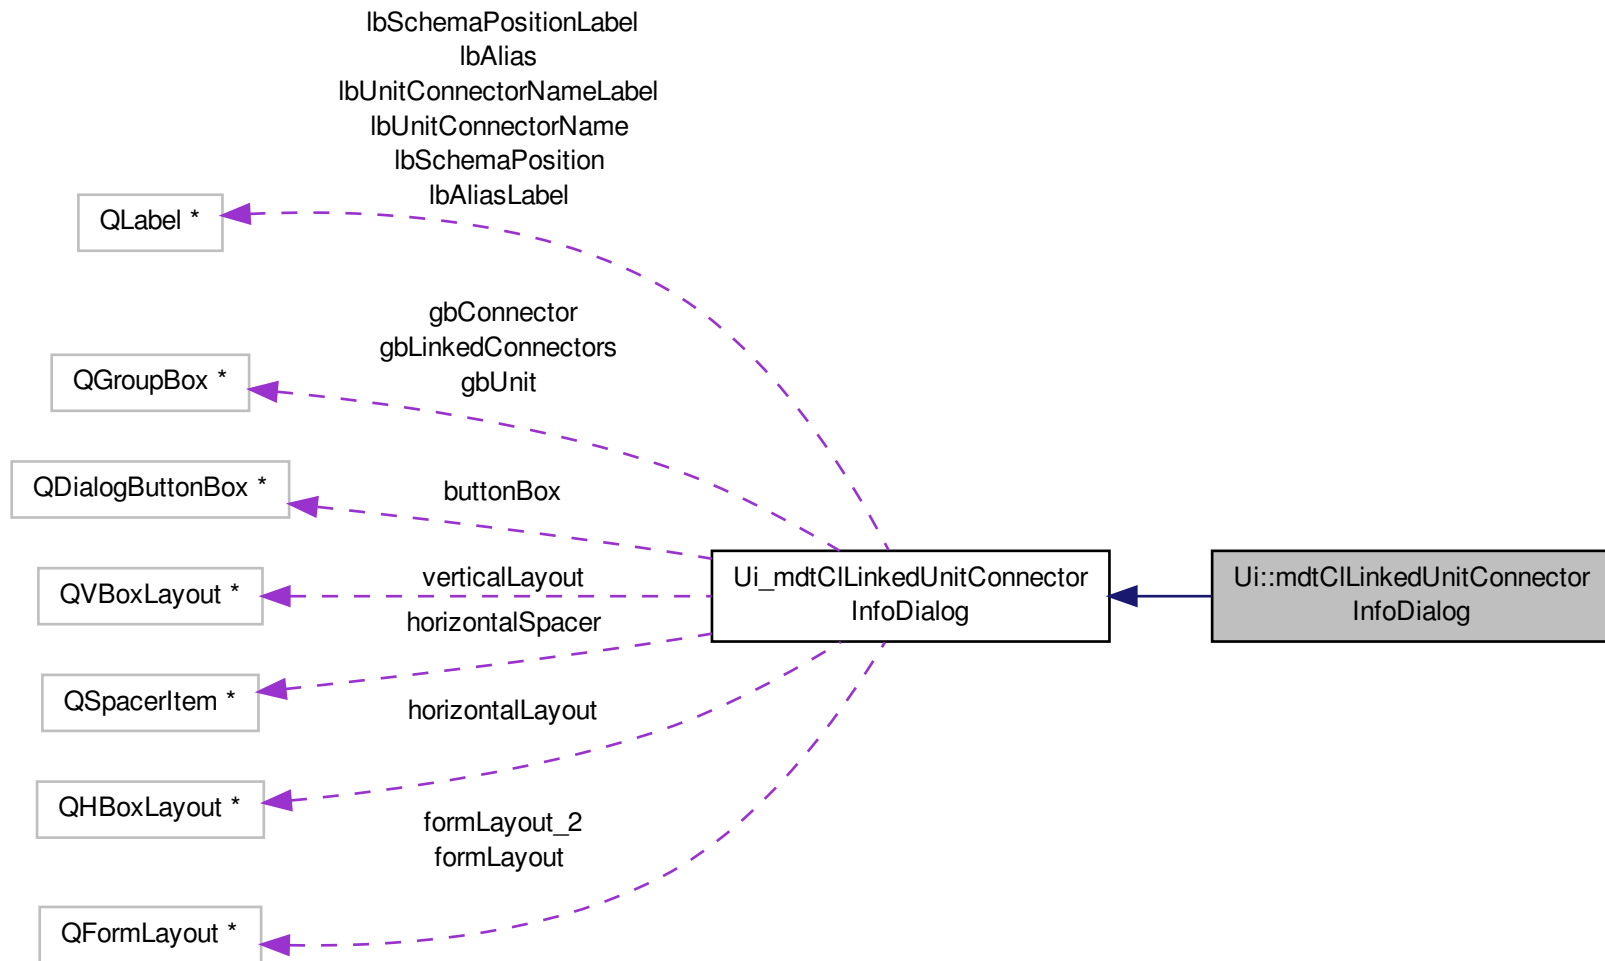 lbSchemaPositionLabel
lbAlias
lbUnitConnectorNameLabel
lbUnitConnectorName
lbSchemaPosition
lbAliasLabel
QLabel *
gbConnector
gbLinkedConnectors
gbUnit
QGroupBox *
QDialogButtonBox *
buttonBox
QVBoxLayout *
verticalLayout
Ui_mdtClLinkedUnitConnector
InfoDialog
Ui::mdtClLinkedUnitConnector
InfoDialog
horizontalSpacer
QSpacerItem *
horizontalLayout
QHBoxLayout *
formLayout_2
formLayout
QFormLayout *